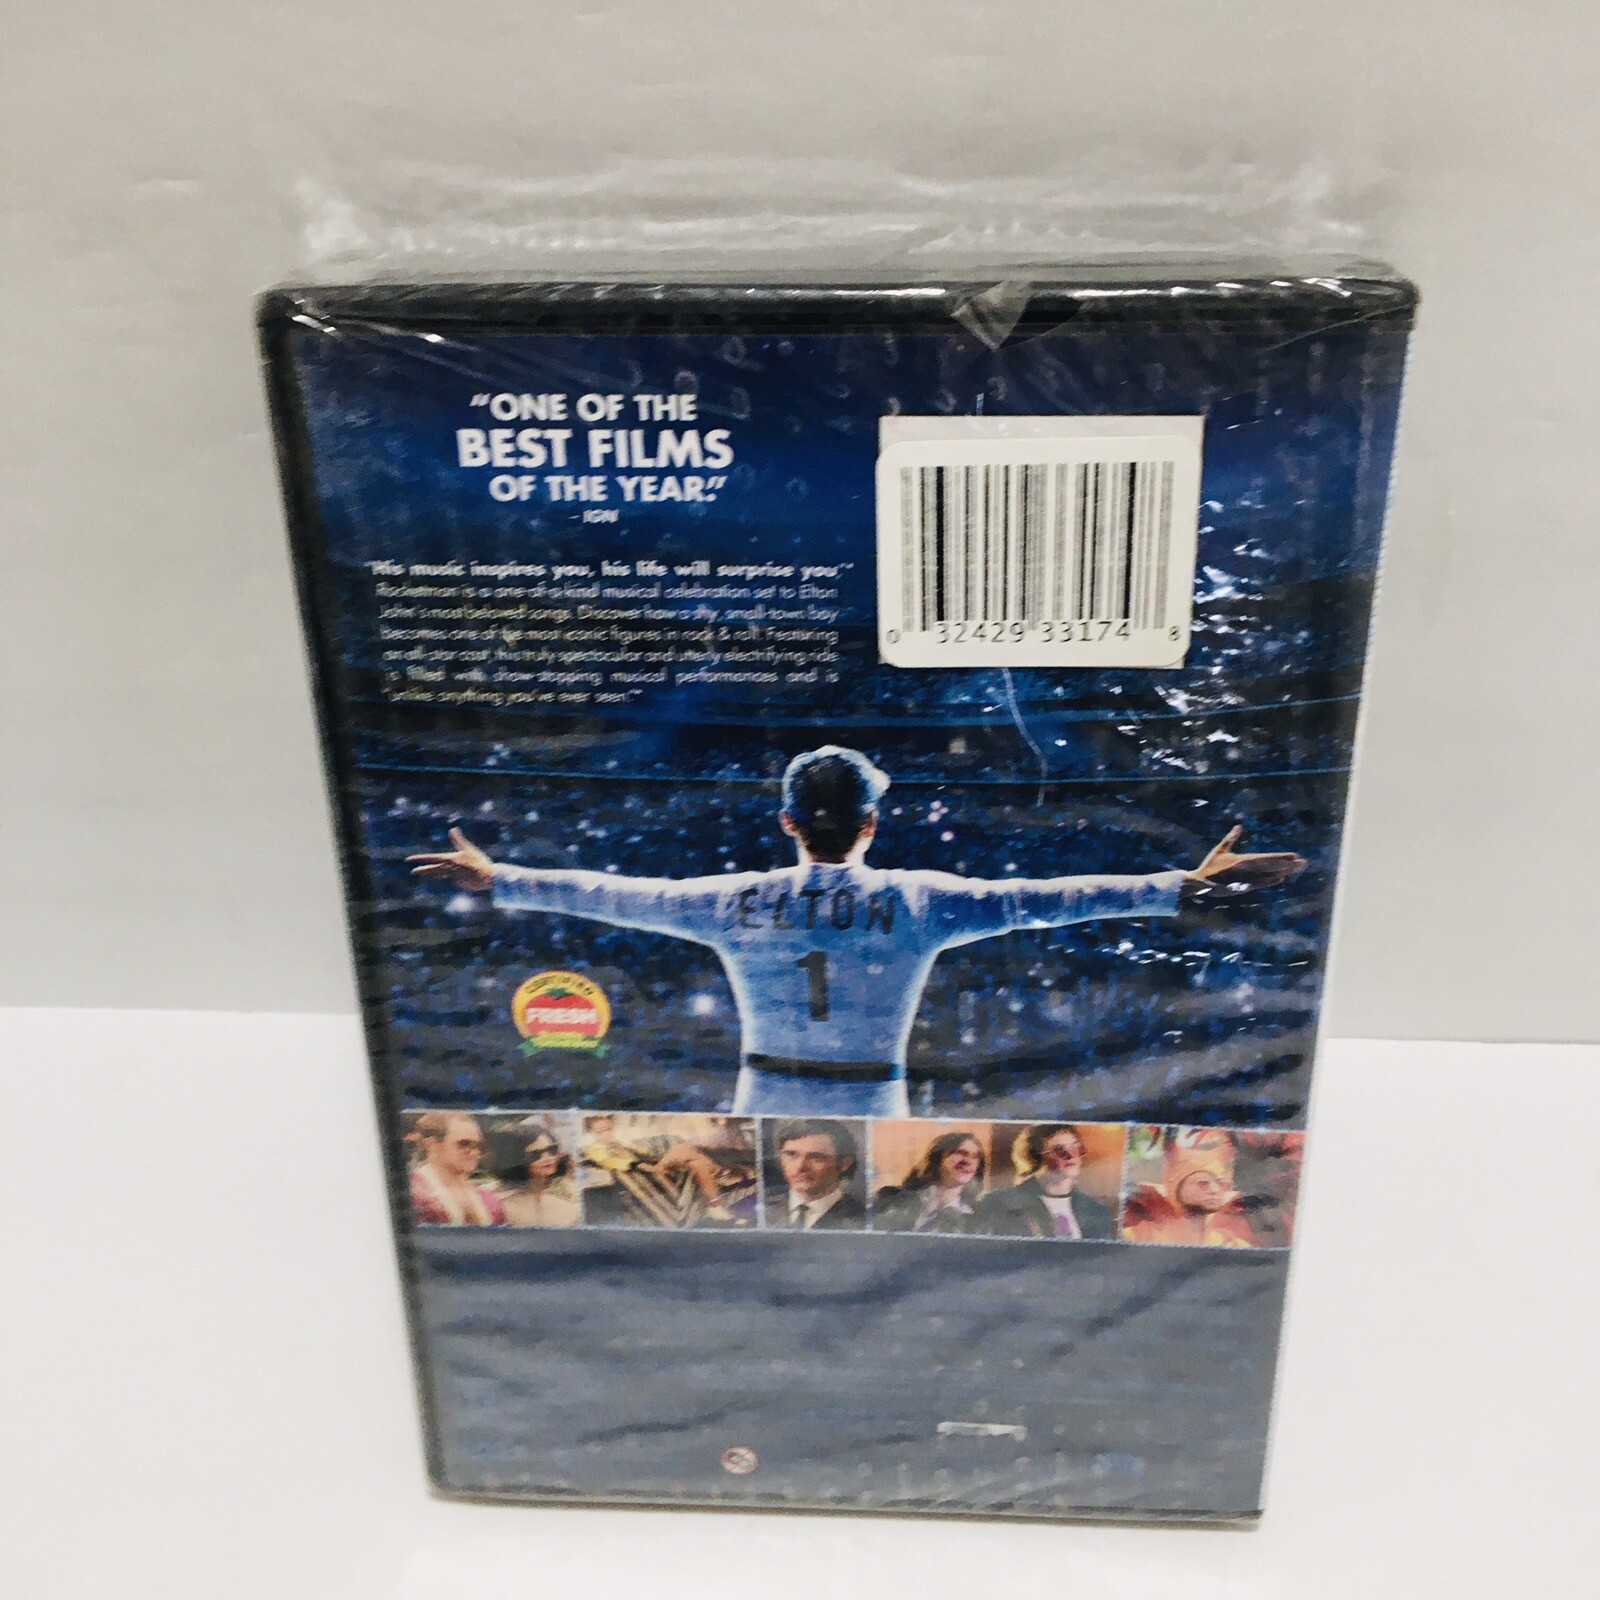 "ONE OF THE
BEST FILMS
OF THE YEAR."
- IGN
"His music inspires you, his life will surprise you,"
Rocketman is a one-of-a-kind musical celebration set to Elton
John's most beloved songs. Discover how a shy, small-town boy
becomes one of the most iconic figures in rock & roll. Featuring
an all-star cast, this truly spectacular and utterly electrifying ride
is filled with show-stopping musical performances and is
"unlike anything you've ever seen."
0 32429 33174 8
ELTON
1
CERTIFIED
FRESH